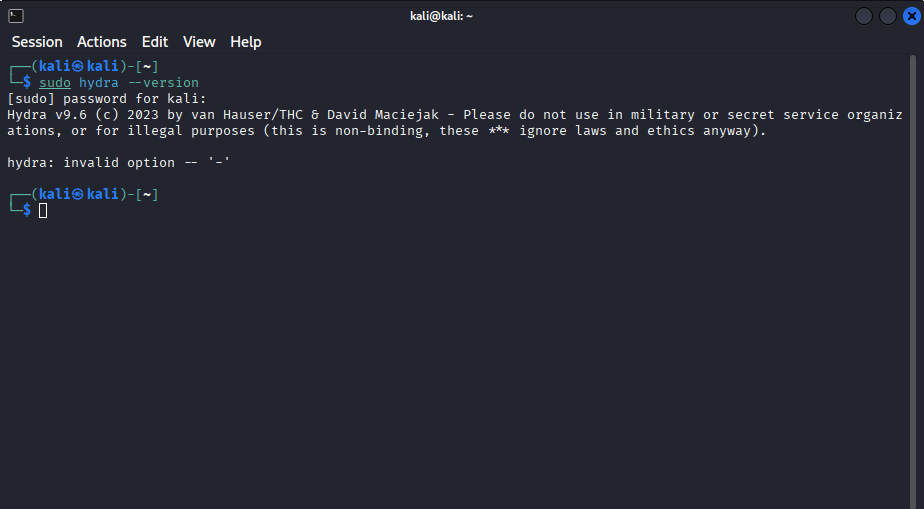 kali@kali: ~
Session Actions Edit View Help
┌──(kali㉿kali)-[~]
└─$ sudo hydra --version
[sudo] password for kali:
Hydra v9.6 (c) 2023 by van Hauser/THC & David Maciejak - Please do not use in military or secret service organiz
ations, or for illegal purposes (this is non-binding, these *** ignore laws and ethics anyway).
hydra: invalid option -- '-'
┌──(kali㉿kali)-[~]
└─$